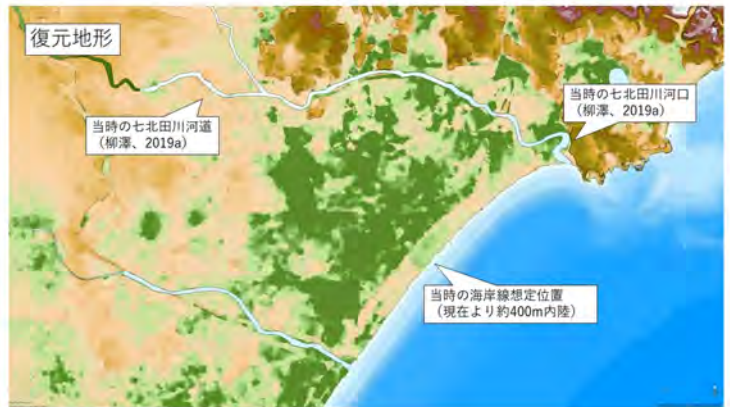 復元地形
当時の七北田川河道
（柳澤、2019a）
当時の七北田川河口
（柳澤、2019a）
当時の海岸線想定位置
（現在より約400m内陸）